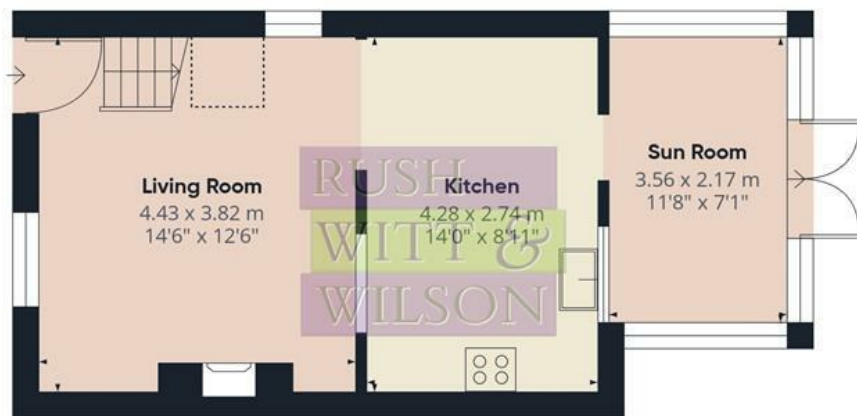 Living Room
4.43 x 3.82 m
14'6" x 12'6"
RUSH
WITT &
WILSON
Kitchen
4.28 x 2.74 m
14'0" x 8'11"
Sun Room
3.56 x 2.17 m
11'8" x 7'1"